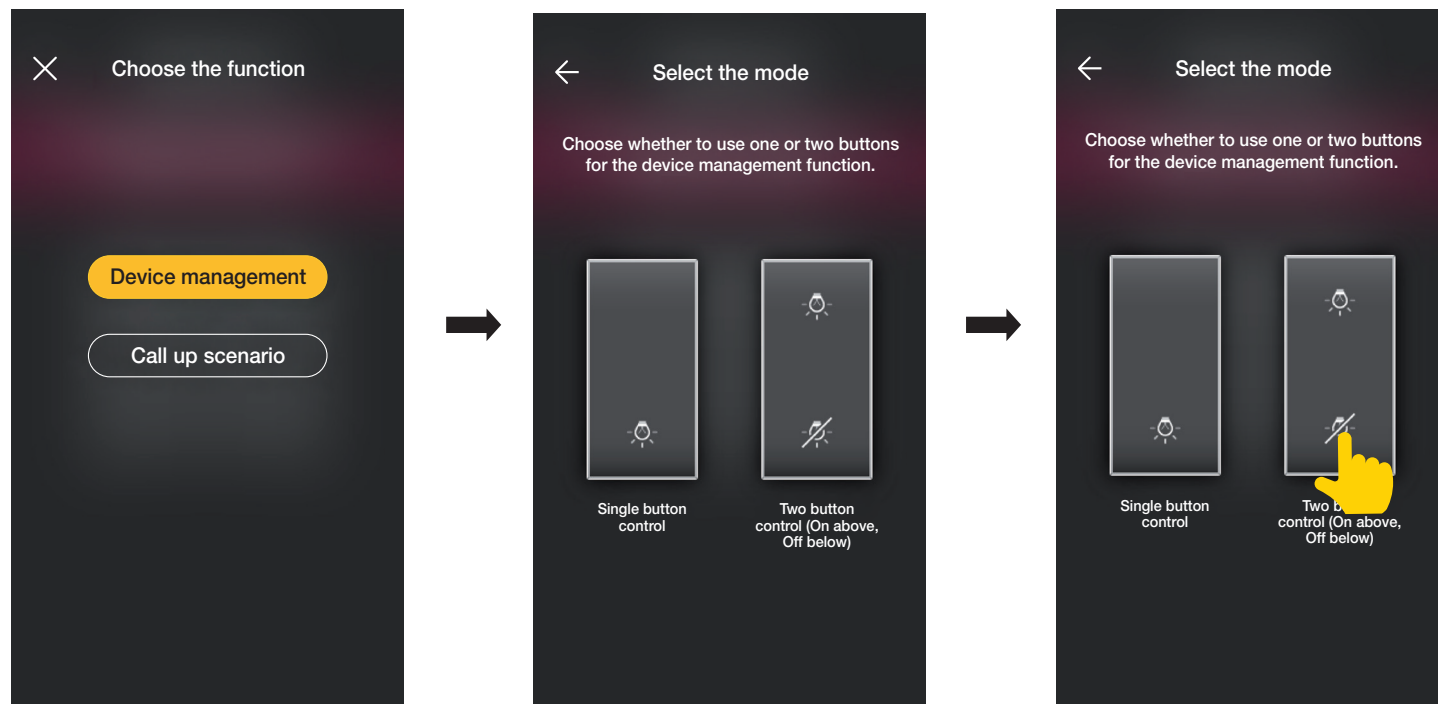 Choose the function
Device management
Call up scenario
Select the mode
Choose whether to use one or two buttons
for the device management function.
Single button
control
Two button
control (On above,
Off below)
Select the mode
Choose whether to use one or two buttons
for the device management function.
Single button
control
Two b
control (On above,
Off below)